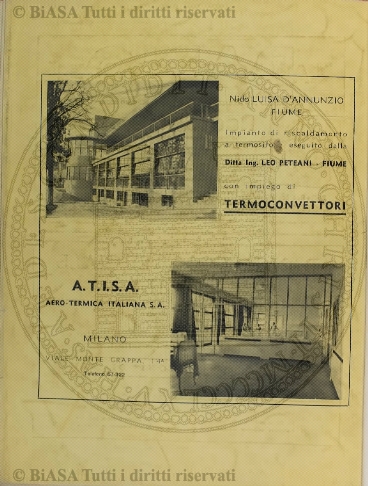 © BiASA Tutti i diritti riservati
Nido LUISA D'ANNUNZIO
FIUME
Impianto di riscaldamento
a termosifone eseguito dalla
Ditta Ing. LEO PETEANI - FIUME
con impiego di
TERMOCONVETTORI
A.T.I.S.A.
AERO-TERMICA ITALIANA S.A.
MILANO
VIALE MONTE GRAPPA,
Telefono
© BiASA Tutti i diritti riservati